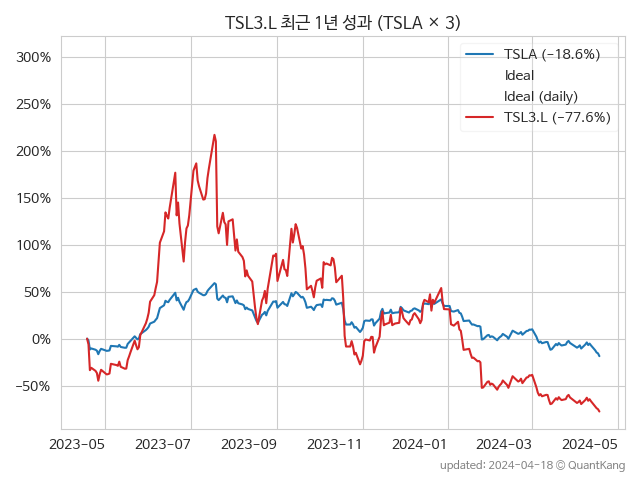 TSL3.L 최근 1년 성과 (TSLA × 3)
300%
250%
200%
150%
100%
50%
0%
−50%
TSLA (−18.6%)
Ideal
Ideal (daily)
TSL3.L (−77.6%)
2023-05 2023-07 2023-09 2023-11 2024-01 2024-03 2024-05
updated: 2024-04-18 ⓒ QuantKang